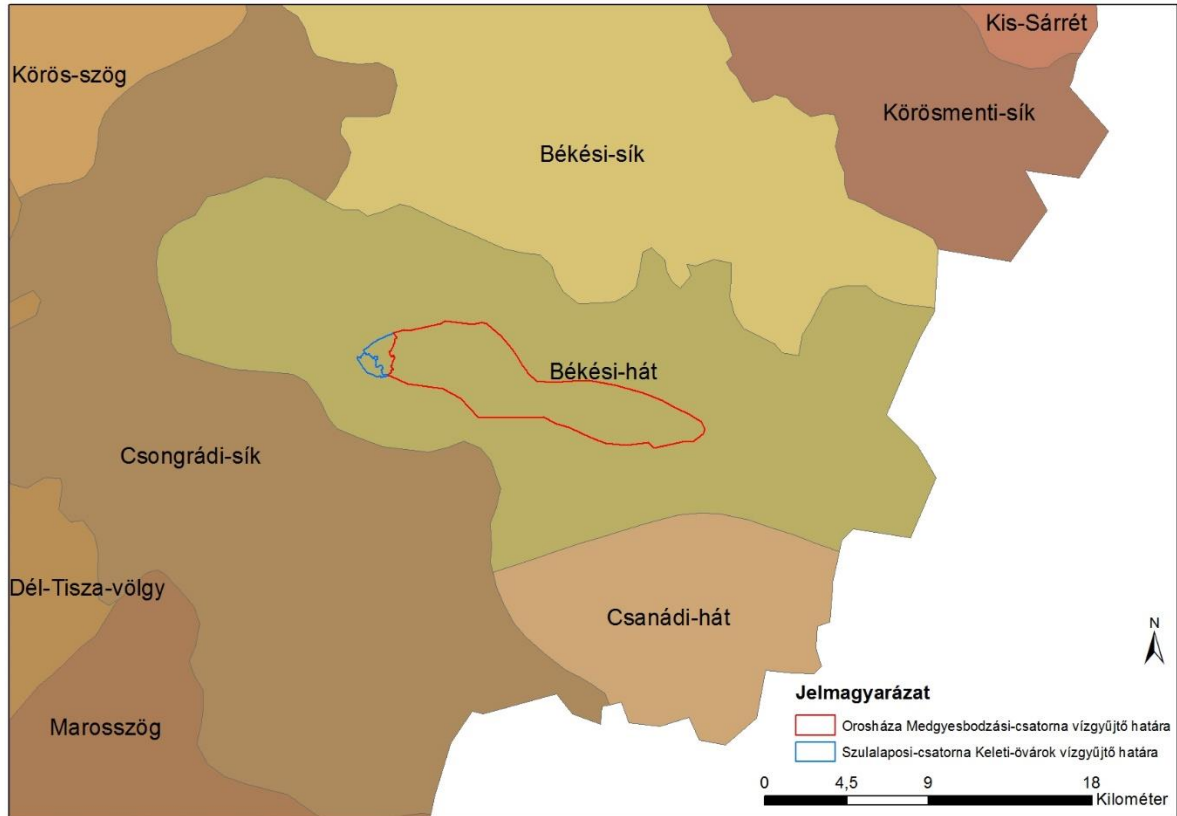 Kis-Sárrét
Körös-szög
Körösmenti-sík
Békési-sík
Békési-hát
Csongrádi-sík
Dél-Tisza-völgy
Csanádi-hát
N
Marosszög
Jelmagyarázat
Orosháza Medgyesbodzási-csatorna vízgyűjtő határa
Szulalaposi-csatorna Keleti-övárok vízgyűjtő határa
0 4,5 9 18
Kilométer